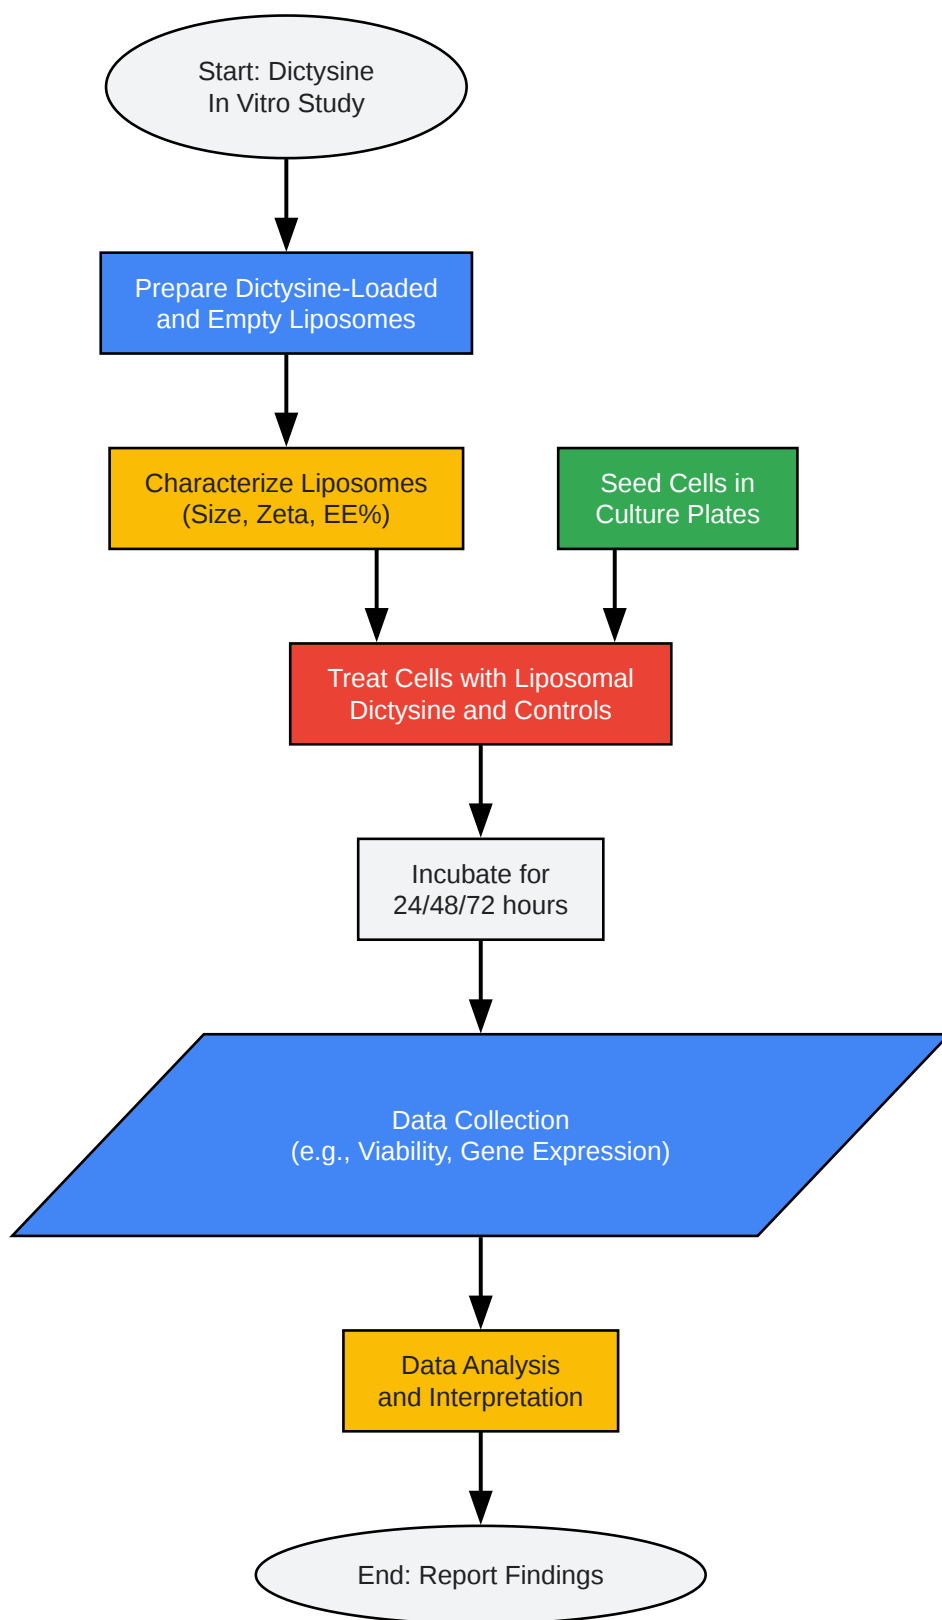 Start: Dictysine
In Vitro Study
Prepare Dictysine-Loaded
and Empty Liposomes
Characterize Liposomes
(Size, Zeta, EE%)
Seed Cells in
Culture Plates
Treat Cells with Liposomal
Dictysine and Controls
Incubate for
24/48/72 hours
Data Collection
(e.g., Viability, Gene Expression)
Data Analysis
and Interpretation
End: Report Findings